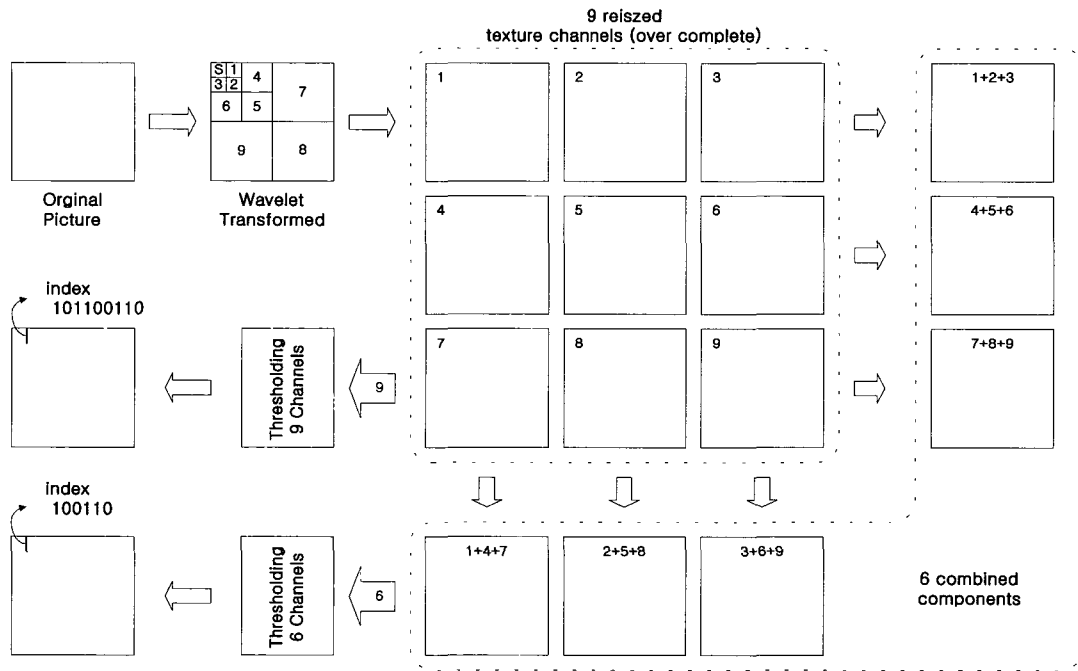 9 reiszed
texture channels (over complete)
S 1
3 2
4
7
6
5
9
8
Orginal
Picture
Wavelet
Transformed
1
2
3
1+2+3
4
5
6
4+5+6
7
8
9
7+8+9
index
101100110
Thresholding
9 Channels
9
index
100110
Thresholding
6 Channels
6
1+4+7
2+5+8
3+6+9
6 combined
components